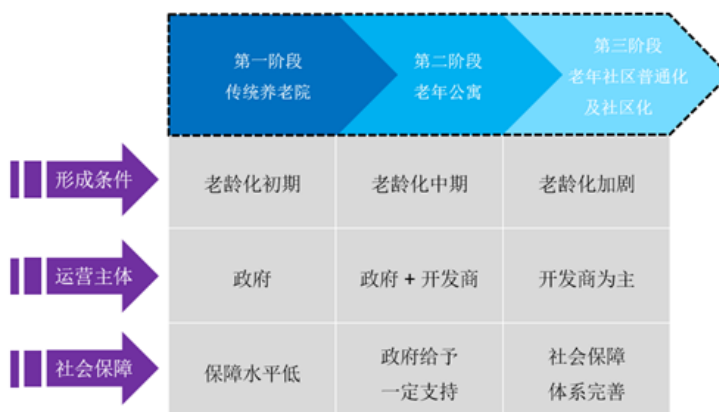 第一阶段
传统养老院
第二阶段
老年公寓
第三阶段
老年社区普通化
及社区化
形成条件
老龄化初期
老龄化中期
老龄化加剧
运营主体
政府
政府 + 开发商
开发商为主
社会保障
保障水平低
政府给予
一定支持
社会保障
体系完善